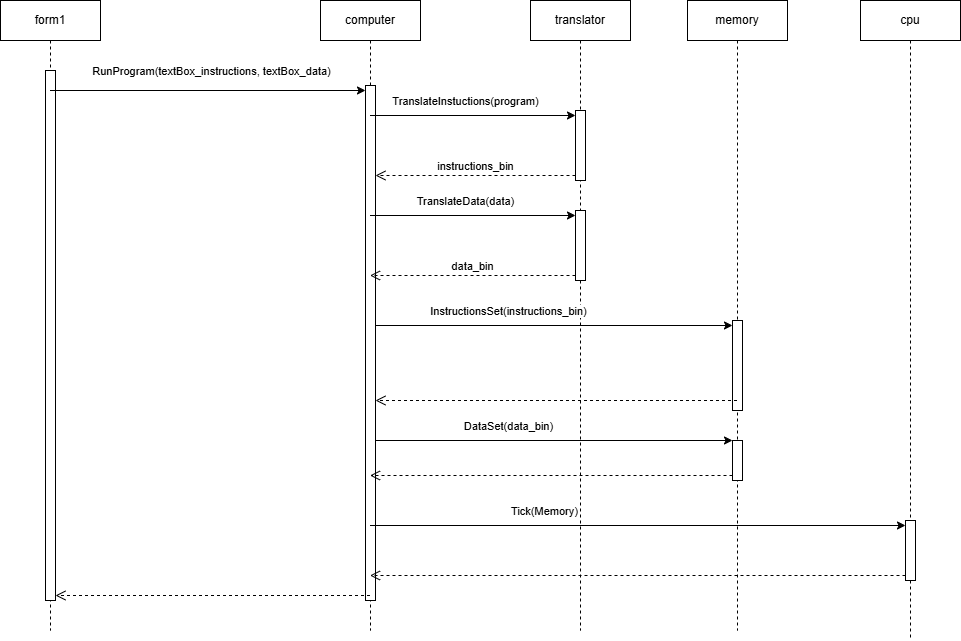 form1
computer
translator
memory
cpu
RunProgram(textBox_instructions, textBox_data)
TranslateInstuctions(program)
instructions_bin
TranslateData(data)
data_bin
InstructionsSet(instructions_bin)
DataSet(data_bin)
Tick(Memory)